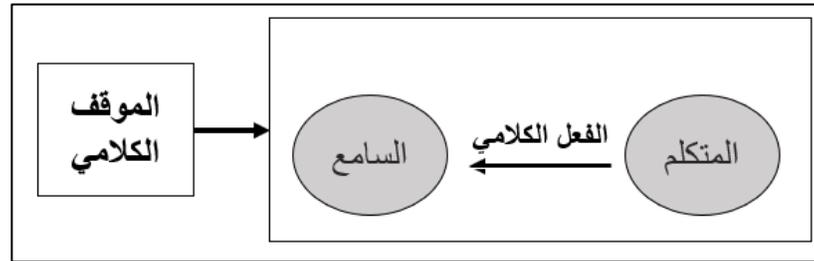 المتكلم
الفعل الكلامي
السامع
الموقف
الكلامي